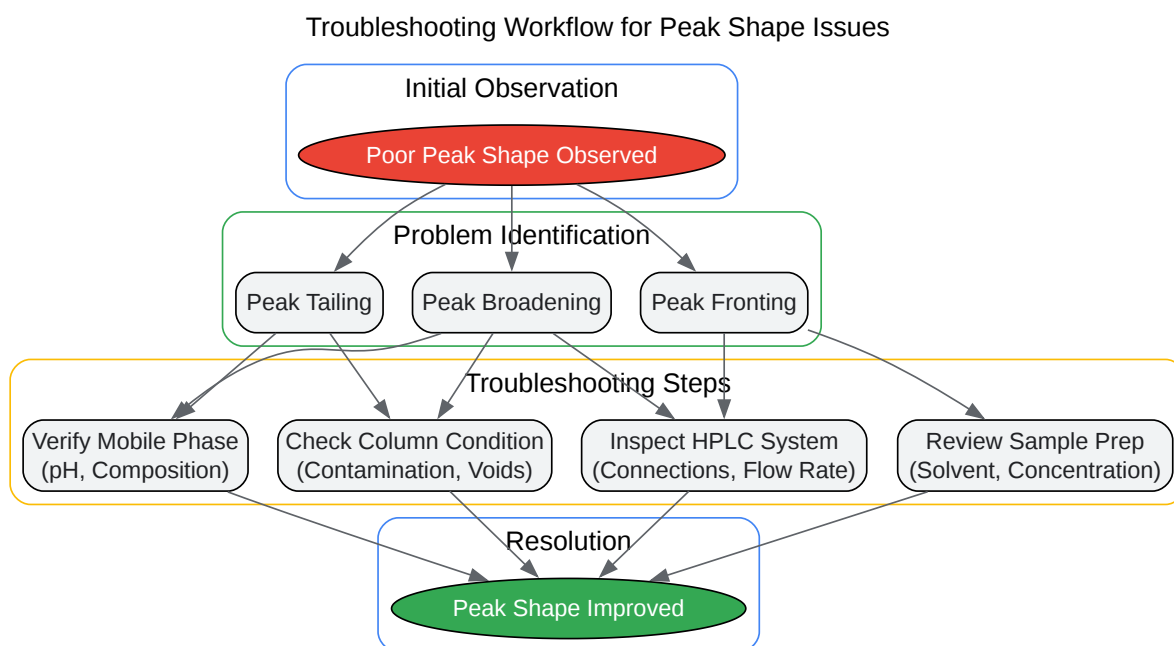 Troubleshooting Workflow for Peak Shape Issues
Initial Observation
Poor Peak Shape Observed
Problem Identification
Peak Tailing
Peak Broadening
Peak Fronting
Troubleshooting Steps
Verify Mobile Phase
(pH, Composition)
Check Column Condition
(Contamination, Voids)
Inspect HPLC System
(Connections, Flow Rate)
Review Sample Prep
(Solvent, Concentration)
Resolution
Peak Shape Improved